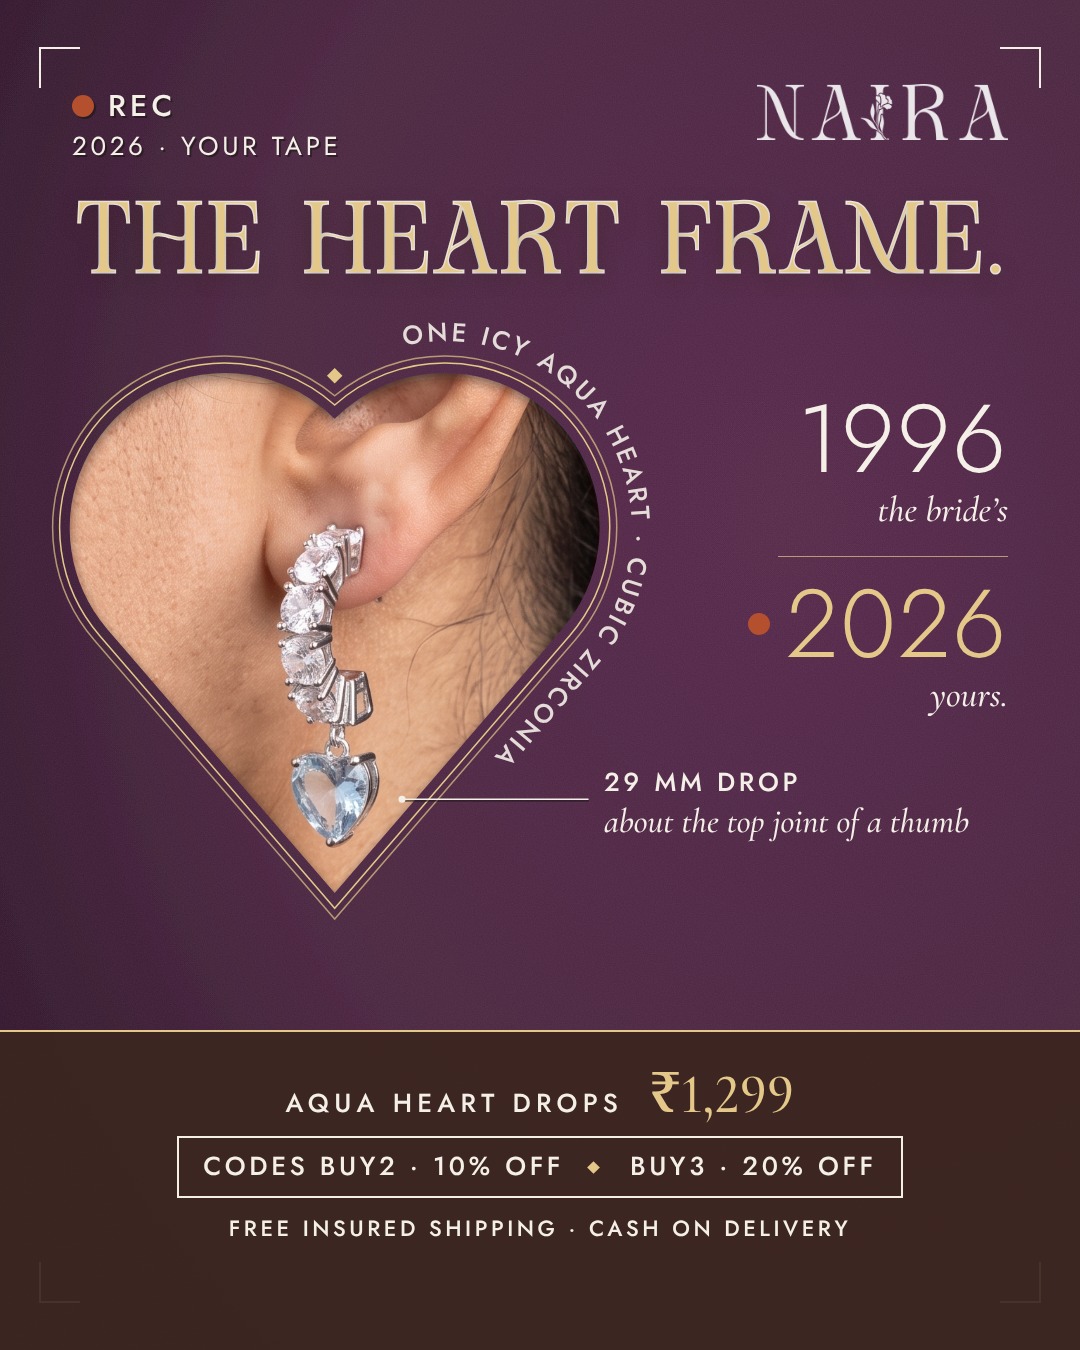 REC
2026 · YOUR TAPE
NAIRA
THE HEART FRAME.
ONE ICY AQUA HEART · CUBIC ZIRCONIA
1996
the bride’s
2026
yours.
29 MM DROP
about the top joint of a thumb
AQUA HEART DROPS ₹1,299
CODES BUY2 · 10% OFF ◆ BUY3 · 20% OFF
FREE INSURED SHIPPING · CASH ON DELIVERY